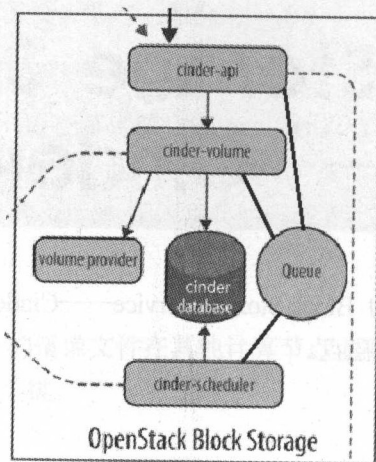 cinder-api
cinder-volume
volume provider
cinder
database
Queue
cinder-scheduler
OpenStack Block Storage